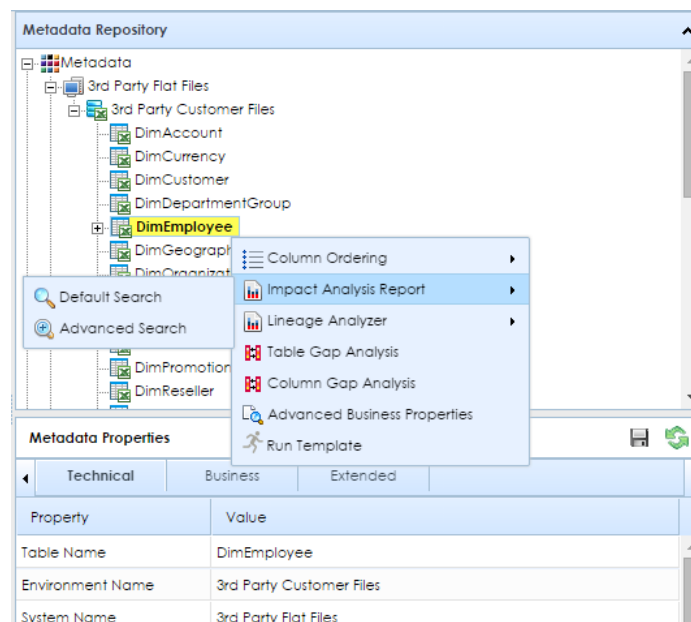 Metadata Repository
Metadata
3rd Party Flat Files
3rd Party Customer Files
DimAccount
DimCurrency
DimCustomer
DimDepartmentGroup
DimEmployee
DimGeograph
DimOrganizat
DimPromotion
DimReseller
Column Ordering
Impact Analysis Report
Lineage Analyzer
Table Gap Analysis
Column Gap Analysis
Advanced Business Properties
Run Template
Default Search
Advanced Search
Metadata Properties
Technical Business Extended
Property Value
Table Name DimEmployee
Environment Name 3rd Party Customer Files
System Name 3rd Party Flat Files